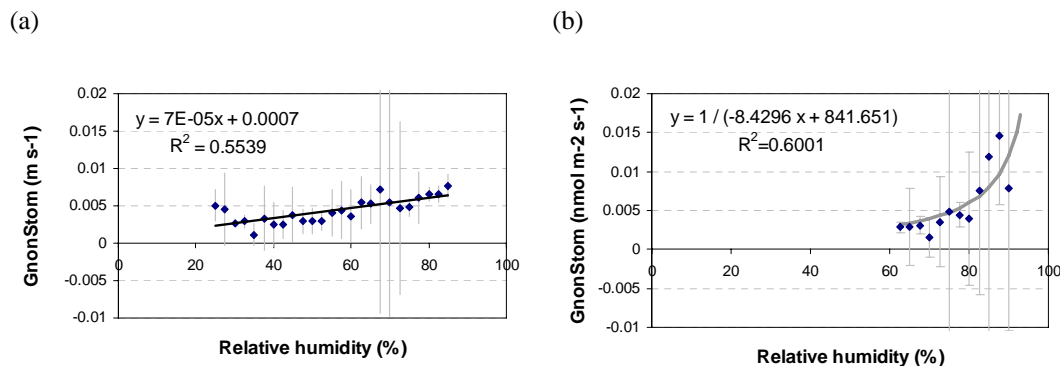 (a)
(b)
0.02
0.015
0.01
0.005
0
-0.005
-0.01
GnonStom (m s-1)
y = 7E-05x + 0.0007
R² = 0.5539
0 20 40 60 80 100
Relative humidity (%)
0.02
0.015
0.01
0.005
0
-0.005
-0.01
GnonStom (nmol m-2 s-1)
y = 1 / (-8.4296 x + 841.651)
R²=0.6001
0 20 40 60 80 100
Relative humidity (%)